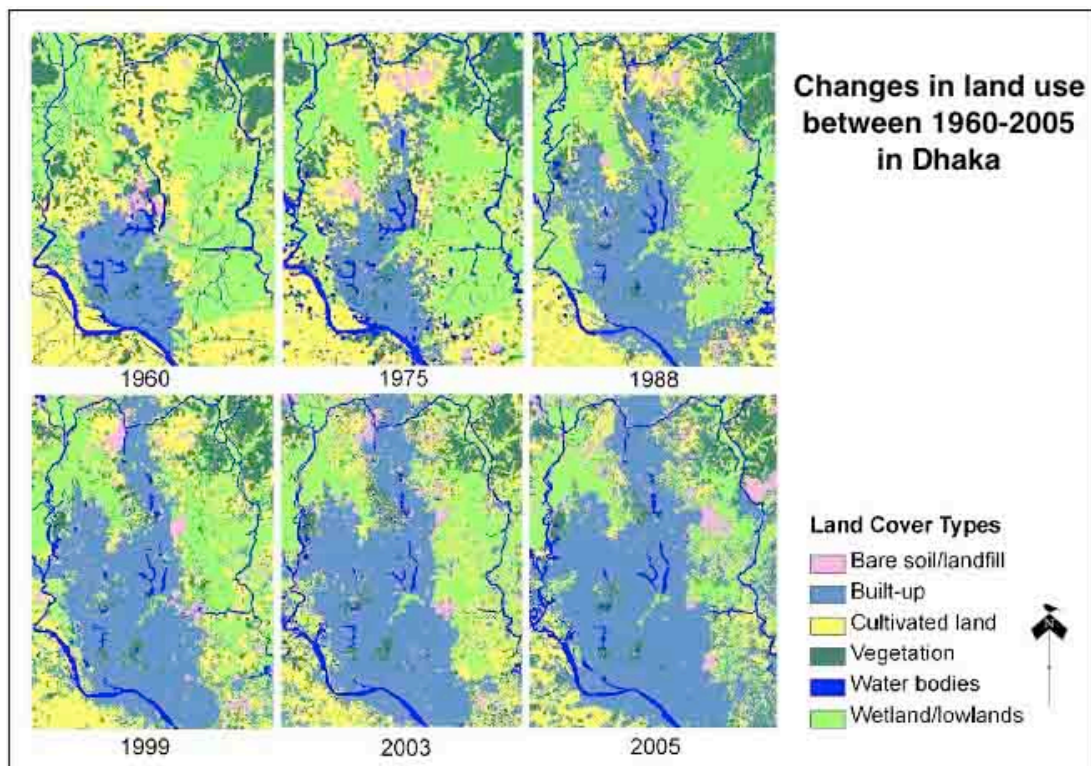 Changes in land use
between 1960-2005
in Dhaka
1960
1975
1988
1999
2003
2005
Land Cover Types
Bare soil/landfill
Built-up
Cultivated land
Vegetation
Water bodies
Wetland/lowlands
N